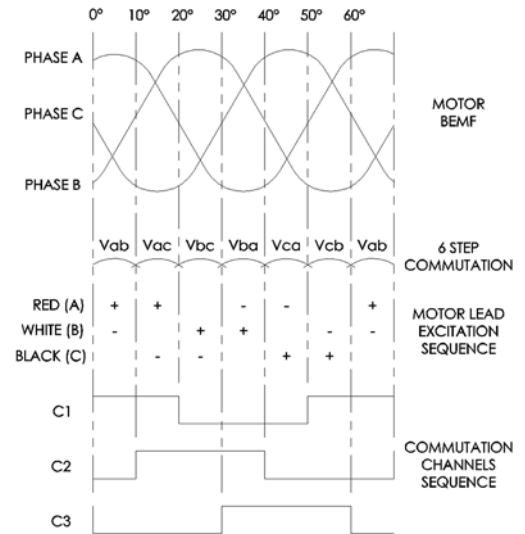 0° 10° 20° 30° 40° 50° 60°
PHASE A
PHASE C
PHASE B
MOTOR
BEMF
Vab Vac Vbc Vba Vca Vcb Vab
6 STEP
COMMUTATION
RED (A) + + - - +
WHITE (B) - + + - -
BLACK (C) - - + +
MOTOR LEAD
EXCITATION
SEQUENCE
C1
C2
C3
COMMUTATION
CHANNELS
SEQUENCE